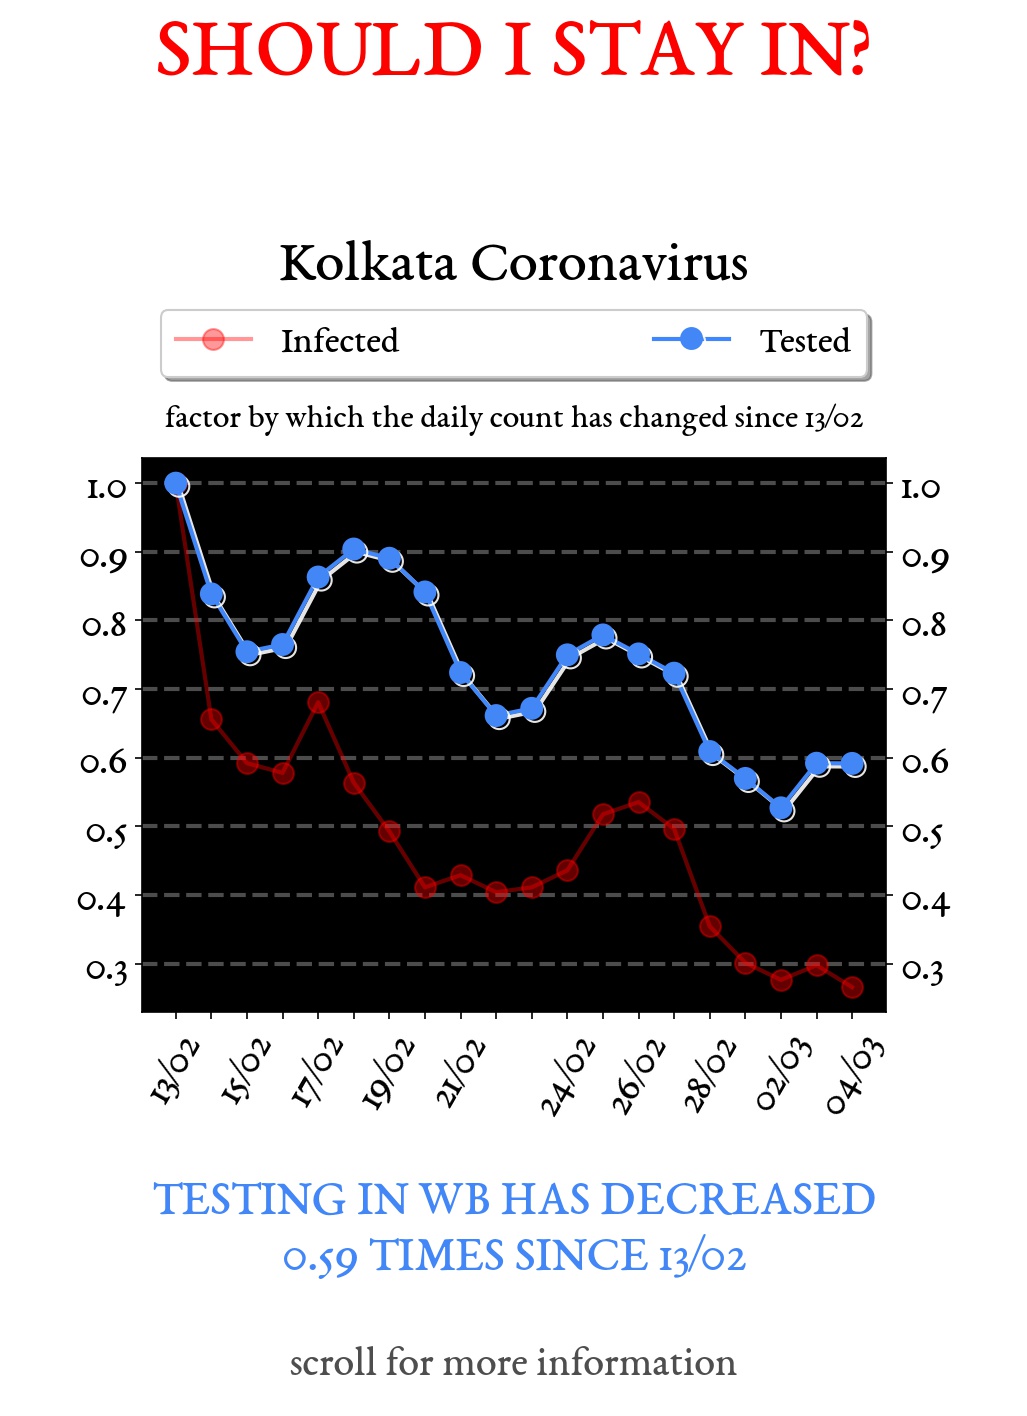 SHOULD I STAY IN?
Kolkata Coronavirus
Infected Tested
factor by which the daily count has changed since 13/02
1.0 1.0
0.9 0.9
0.8 0.8
0.7 0.7
0.6 0.6
0.5 0.5
0.4 0.4
0.3 0.3
13/02 15/02 17/02 19/02 21/02 24/02 26/02 28/02 02/03 04/03
TESTING IN WB HAS DECREASED
0.59 TIMES SINCE 13/02
scroll for more information